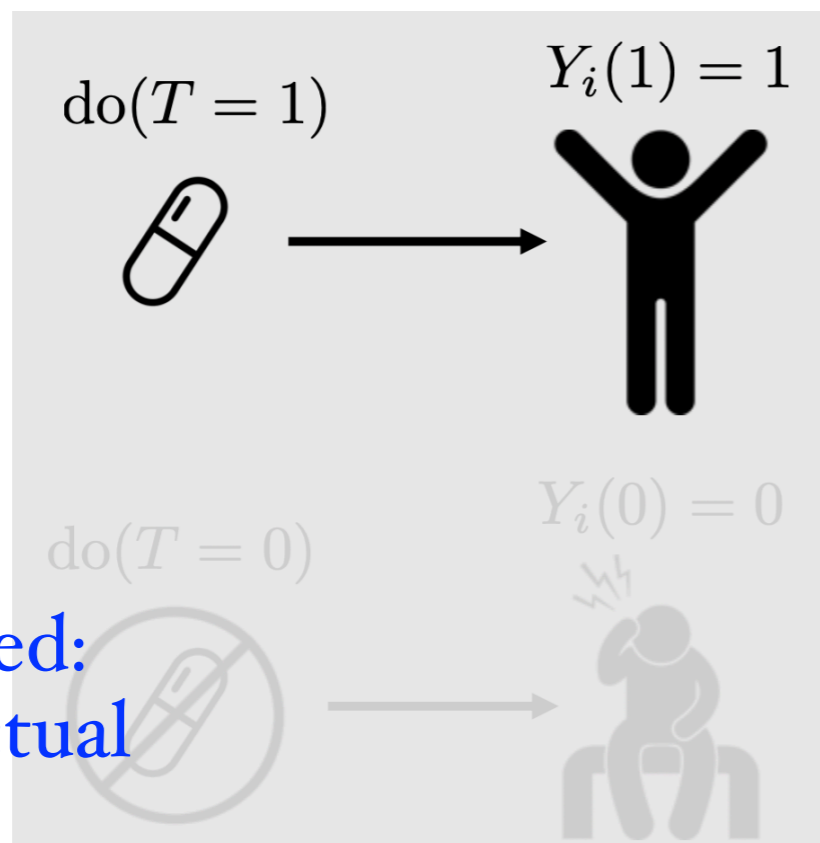 do(T = 1)
Y_i(1) = 1
do(T = 0)
Y_i(0) = 0
ed:
tual